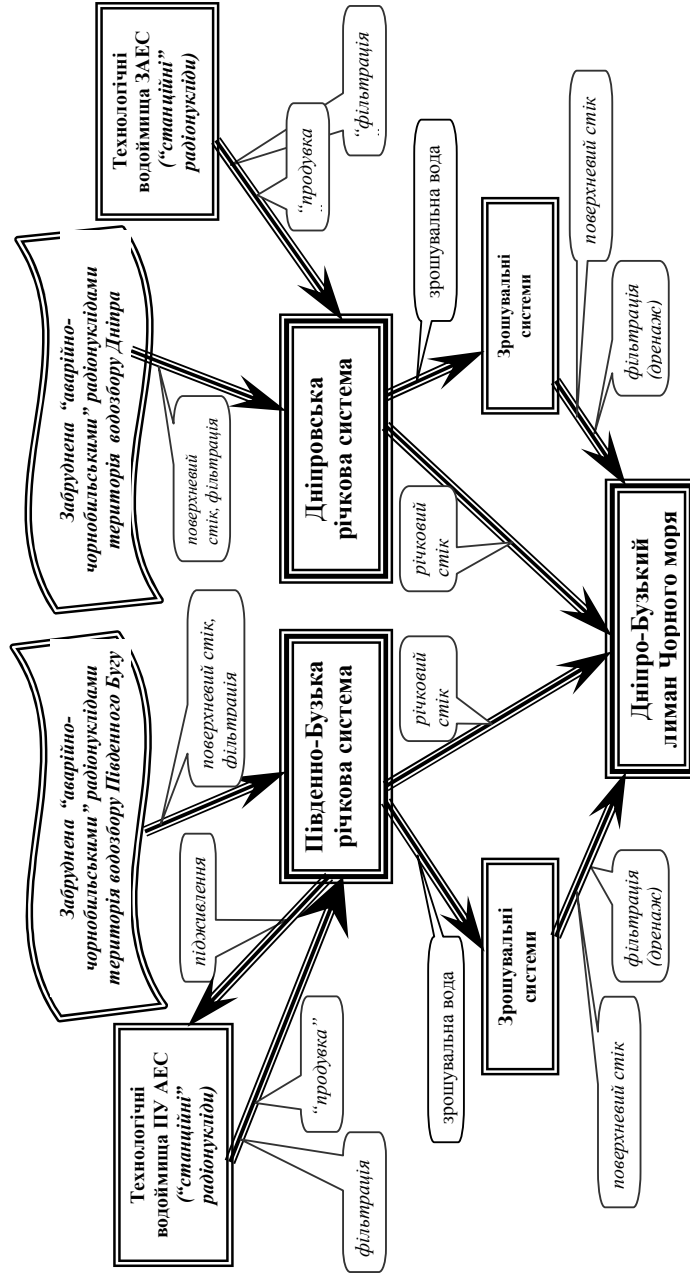 Технологічні
водоймища ПУ АЕС
(“станційні”
радіонукліди)
Забруднена “аварійно-
чорнобильськими” радіонуклідами
територія водозбору Південного Бугу
Забруднена “аварійно-
чорнобильськими” радіонуклідами
територія водозбору Дніпра
Технологічні
водоймища ЗАЕС
(“станційні”
радіонукліди)
фільтрація
“продувка”
підживлення
поверхневий стік,
фільтрація
поверхневий
стік, фільтрація
“продувка
“фільтрація
Південно-Бузька
річкова система
Дніпровська
річкова система
зрошувальна вода
річковий
стік
річковий
стік
зрошувальна вода
Зрошувальні
системи
Зрошувальні
системи
поверхневий стік
фільтрація
(дренаж)
Дніпро-Бузький
лиман Чорного моря
фільтрація
(дренаж)
поверхневий стік